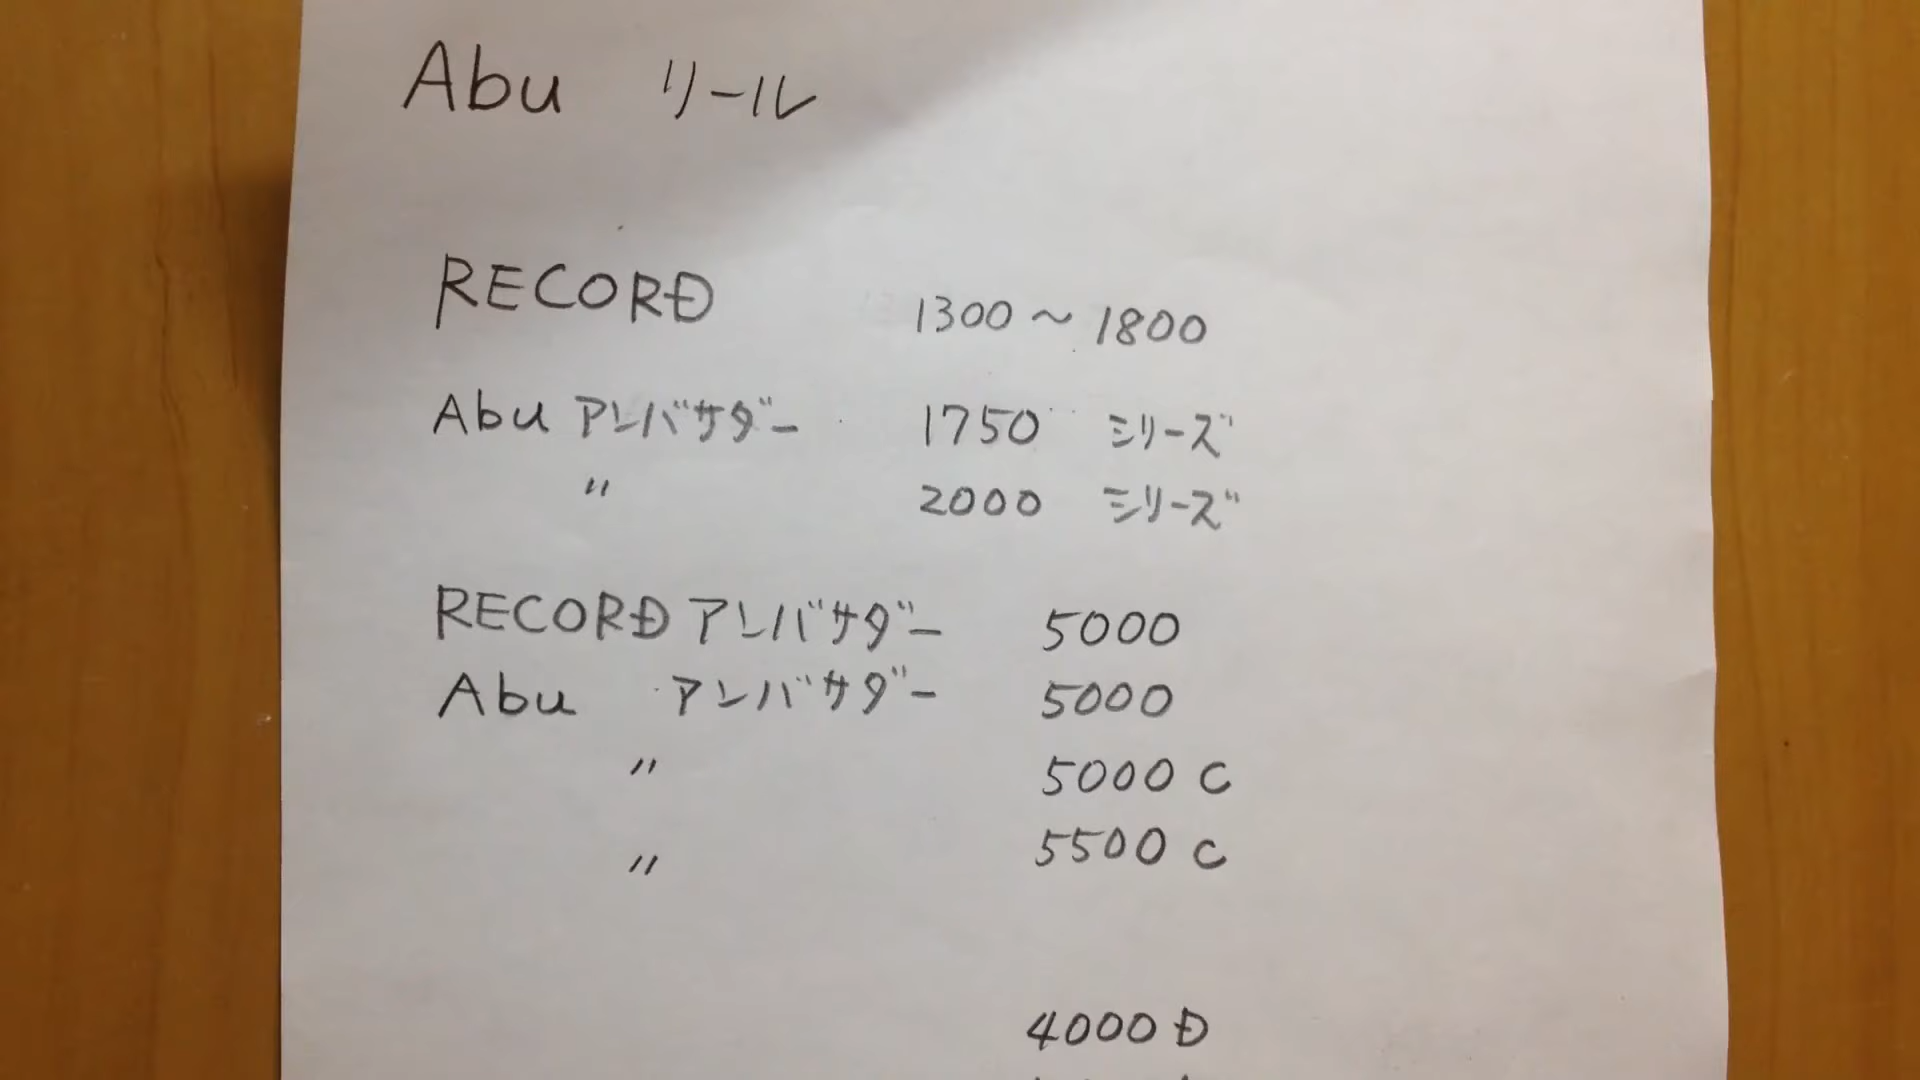 Abu リール
RECORD 1300〜1800
Abu アンバサダー 1750 シリーズ
〃 2000 シリーズ
RECORD アンバサダー 5000
Abu アンバサダー 5000
〃 5000 C
〃 5500 C
4000 D